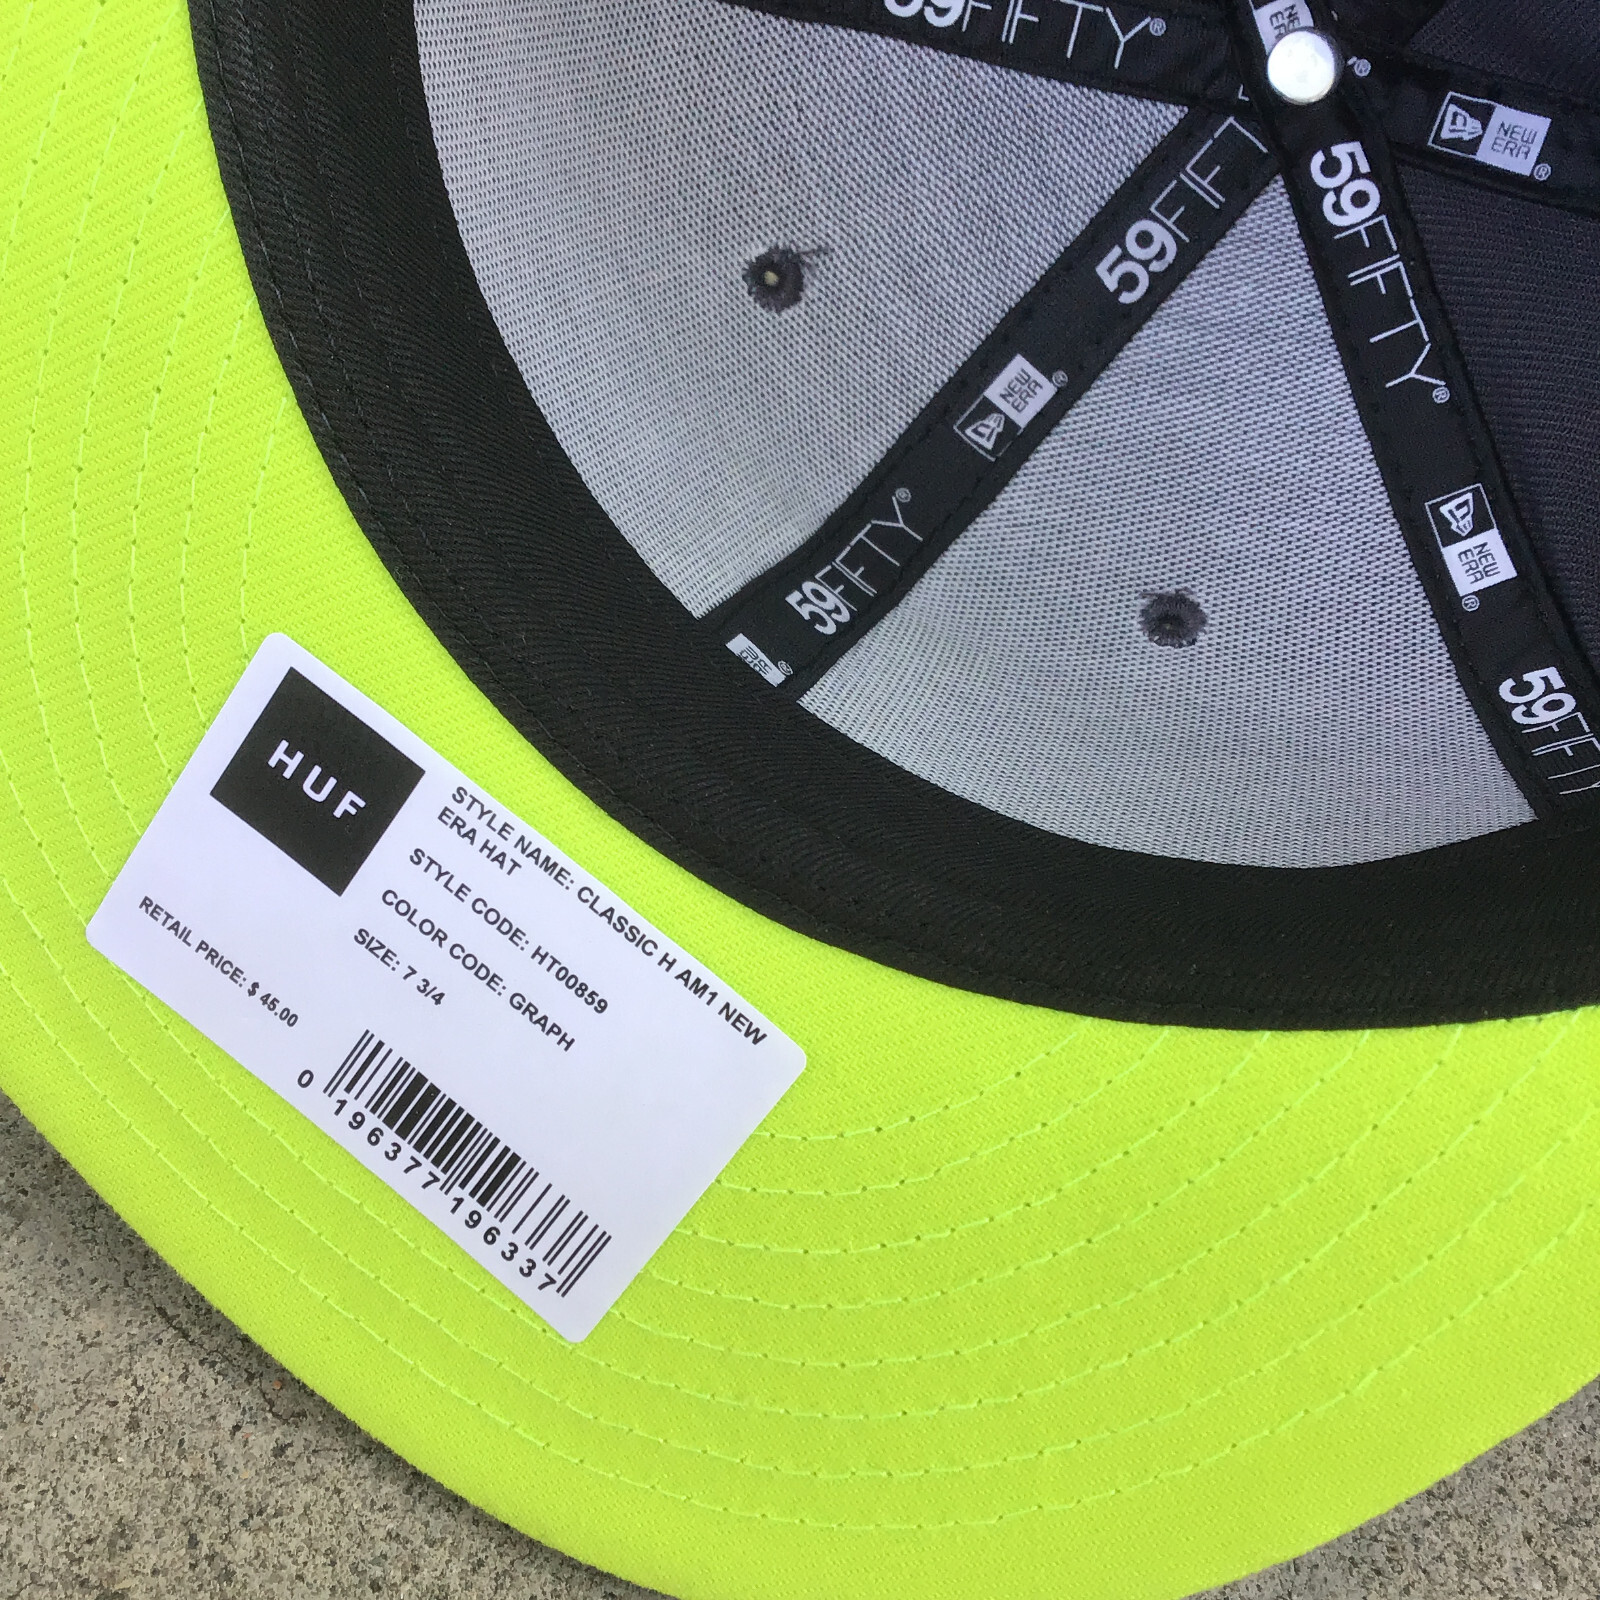 59FIFTY®
NEW
ERA
®
NEW
ERA
®
59FIFTY
59FIFTY®
NEW
ERA
®
NEW
ERA
®
59FIFTY®
59FIFTY
HUF
STYLE NAME: CLASSIC H AM1 NEW
ERA HAT
STYLE CODE: HT00859
COLOR CODE: GRAPH
SIZE: 7 3/4
RETAIL PRICE: $ 45.00
0 196377 196337